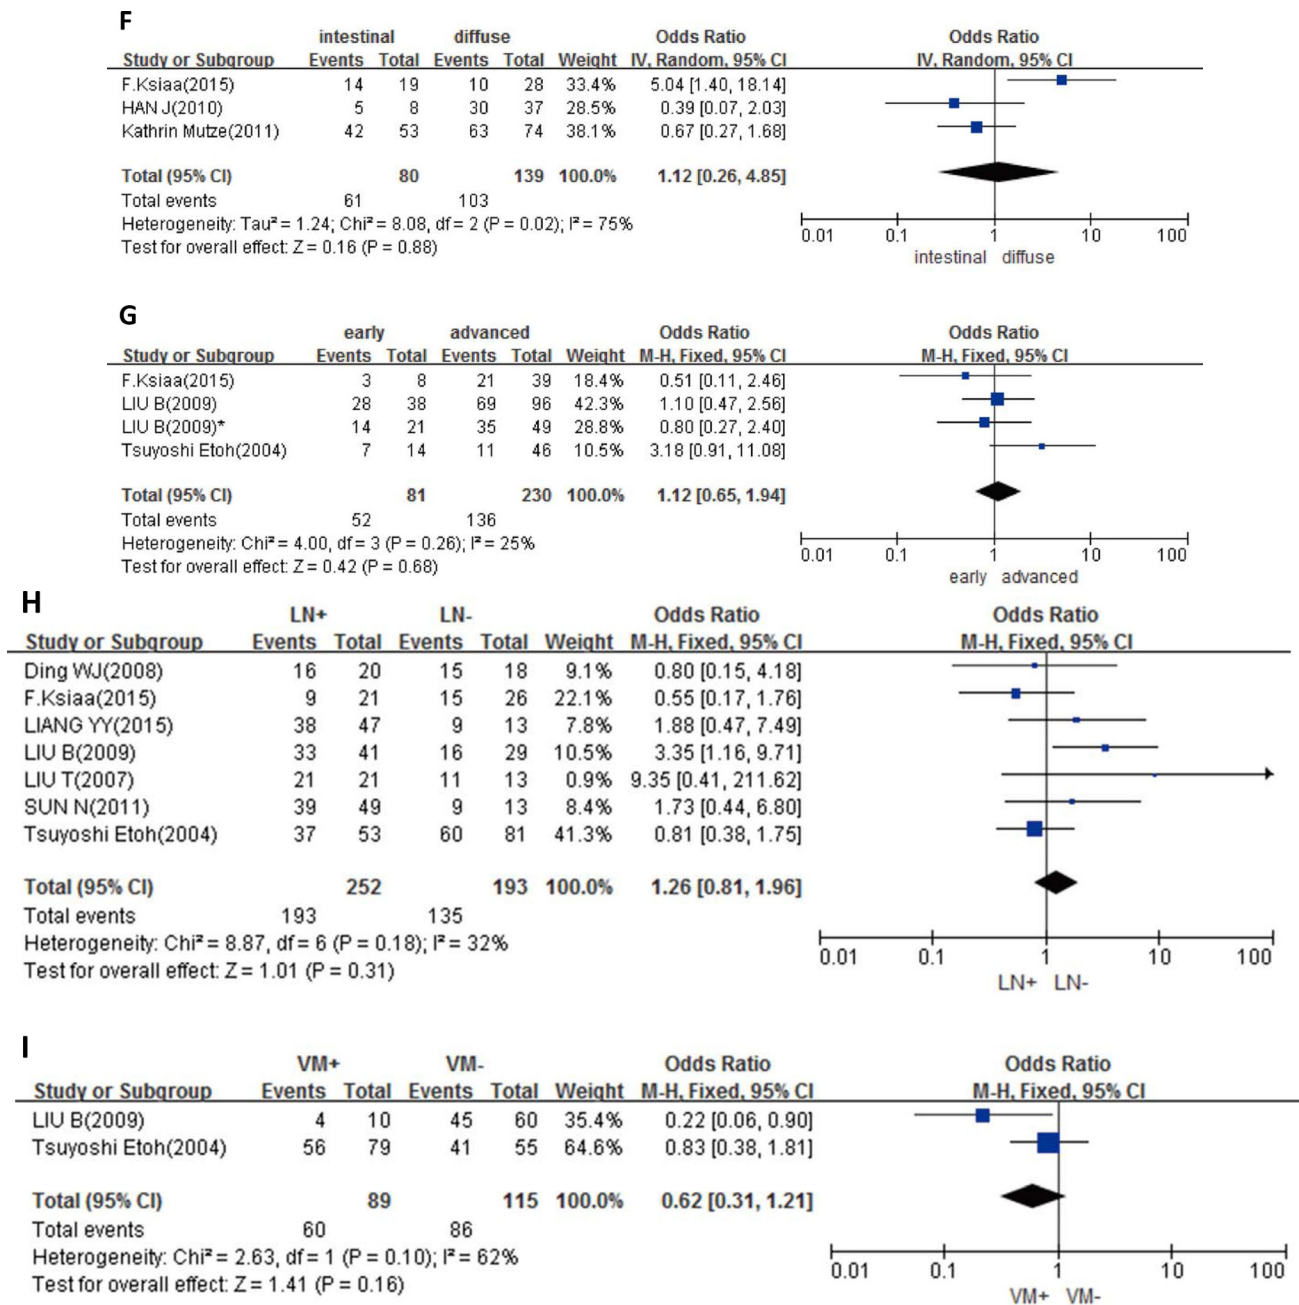 F
intestinal diffuse Odds Ratio Odds Ratio
Study or Subgroup Events Total Events Total Weight IV, Random, 95% CI IV, Random, 95% CI
F.Ksiaa(2015) 14 19 10 28 33.4% 5.04 [1.40, 18.14]
HAN J(2010) 5 8 30 37 28.5% 0.39 [0.07, 2.03]
Kathrin Mutze(2011) 42 53 63 74 38.1% 0.67 [0.27, 1.68]
Total (95% CI) 80 139 100.0% 1.12 [0.26, 4.85]
Total events 61 103
Heterogeneity: Tau² = 1.24; Chi² = 8.08, df = 2 (P = 0.02); I² = 75%
Test for overall effect: Z = 0.16 (P = 0.88)
0.01 0.1 1 10 100
intestinal diffuse
G
early advanced Odds Ratio Odds Ratio
Study or Subgroup Events Total Events Total Weight M-H, Fixed, 95% CI M-H, Fixed, 95% CI
F.Ksiaa(2015) 3 8 21 39 18.4% 0.51 [0.11, 2.46]
LIU B(2009) 28 38 69 96 42.3% 1.10 [0.47, 2.56]
LIU B(2009)* 14 21 35 49 28.8% 0.80 [0.27, 2.40]
Tsuyoshi Etoh(2004) 7 14 11 46 10.5% 3.18 [0.91, 11.08]
Total (95% CI) 81 230 100.0% 1.12 [0.65, 1.94]
Total events 52 136
Heterogeneity: Chi² = 4.00, df = 3 (P = 0.26); I² = 25%
Test for overall effect: Z = 0.42 (P = 0.68)
0.01 0.1 1 10 100
early advanced
H
LN+ LN- Odds Ratio Odds Ratio
Study or Subgroup Events Total Events Total Weight M-H, Fixed, 95% CI M-H, Fixed, 95% CI
Ding WJ(2008) 16 20 15 18 9.1% 0.80 [0.15, 4.18]
F.Ksiaa(2015) 9 21 15 26 22.1% 0.55 [0.17, 1.76]
LIANG YY(2015) 38 47 9 13 7.8% 1.88 [0.47, 7.49]
LIU B(2009) 33 41 16 29 10.5% 3.35 [1.16, 9.71]
LIU T(2007) 21 21 11 13 0.9% 9.35 [0.41, 211.62]
SUN N(2011) 39 49 9 13 8.4% 1.73 [0.44, 6.80]
Tsuyoshi Etoh(2004) 37 53 60 81 41.3% 0.81 [0.38, 1.75]
Total (95% CI) 252 193 100.0% 1.26 [0.81, 1.96]
Total events 193 135
Heterogeneity: Chi² = 8.87, df = 6 (P = 0.18); I² = 32%
Test for overall effect: Z = 1.01 (P = 0.31)
0.01 0.1 1 10 100
LN+ LN-
I
VM+ VM- Odds Ratio Odds Ratio
Study or Subgroup Events Total Events Total Weight M-H, Fixed, 95% CI M-H, Fixed, 95% CI
LIU B(2009) 4 10 45 60 35.4% 0.22 [0.06, 0.90]
Tsuyoshi Etoh(2004) 56 79 41 55 64.6% 0.83 [0.38, 1.81]
Total (95% CI) 89 115 100.0% 0.62 [0.31, 1.21]
Total events 60 86
Heterogeneity: Chi² = 2.63, df = 1 (P = 0.10); I² = 62%
Test for overall effect: Z = 1.41 (P = 0.16)
0.01 0.1 1 10 100
VM+ VM-